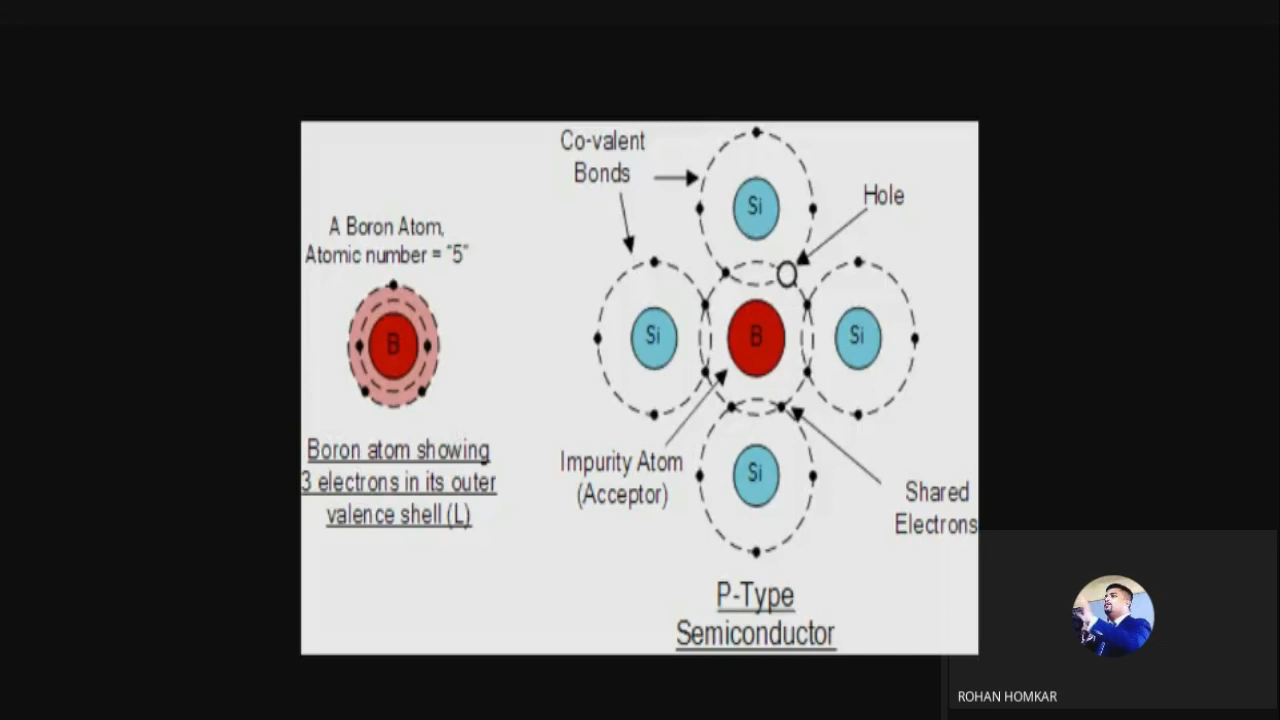 Co-valent
Bonds
Si
Hole
A Boron Atom,
Atomic number = "5"
B
Si
B
Si
Boron atom showing
3 electrons in its outer
valence shell (L)
Impurity Atom
(Acceptor)
Si
Shared
Electrons
P-Type
Semiconductor
ROHAN HOMKAR